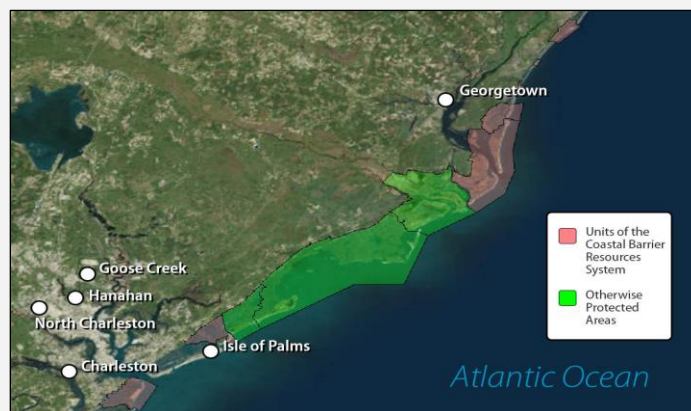 Georgetown
Goose Creek
Hanahan
North Charleston
Isle of Palms
Charleston
Units of the
Coastal Barrier
Resources
System
Otherwise
Protected
Areas
Atlantic Ocean